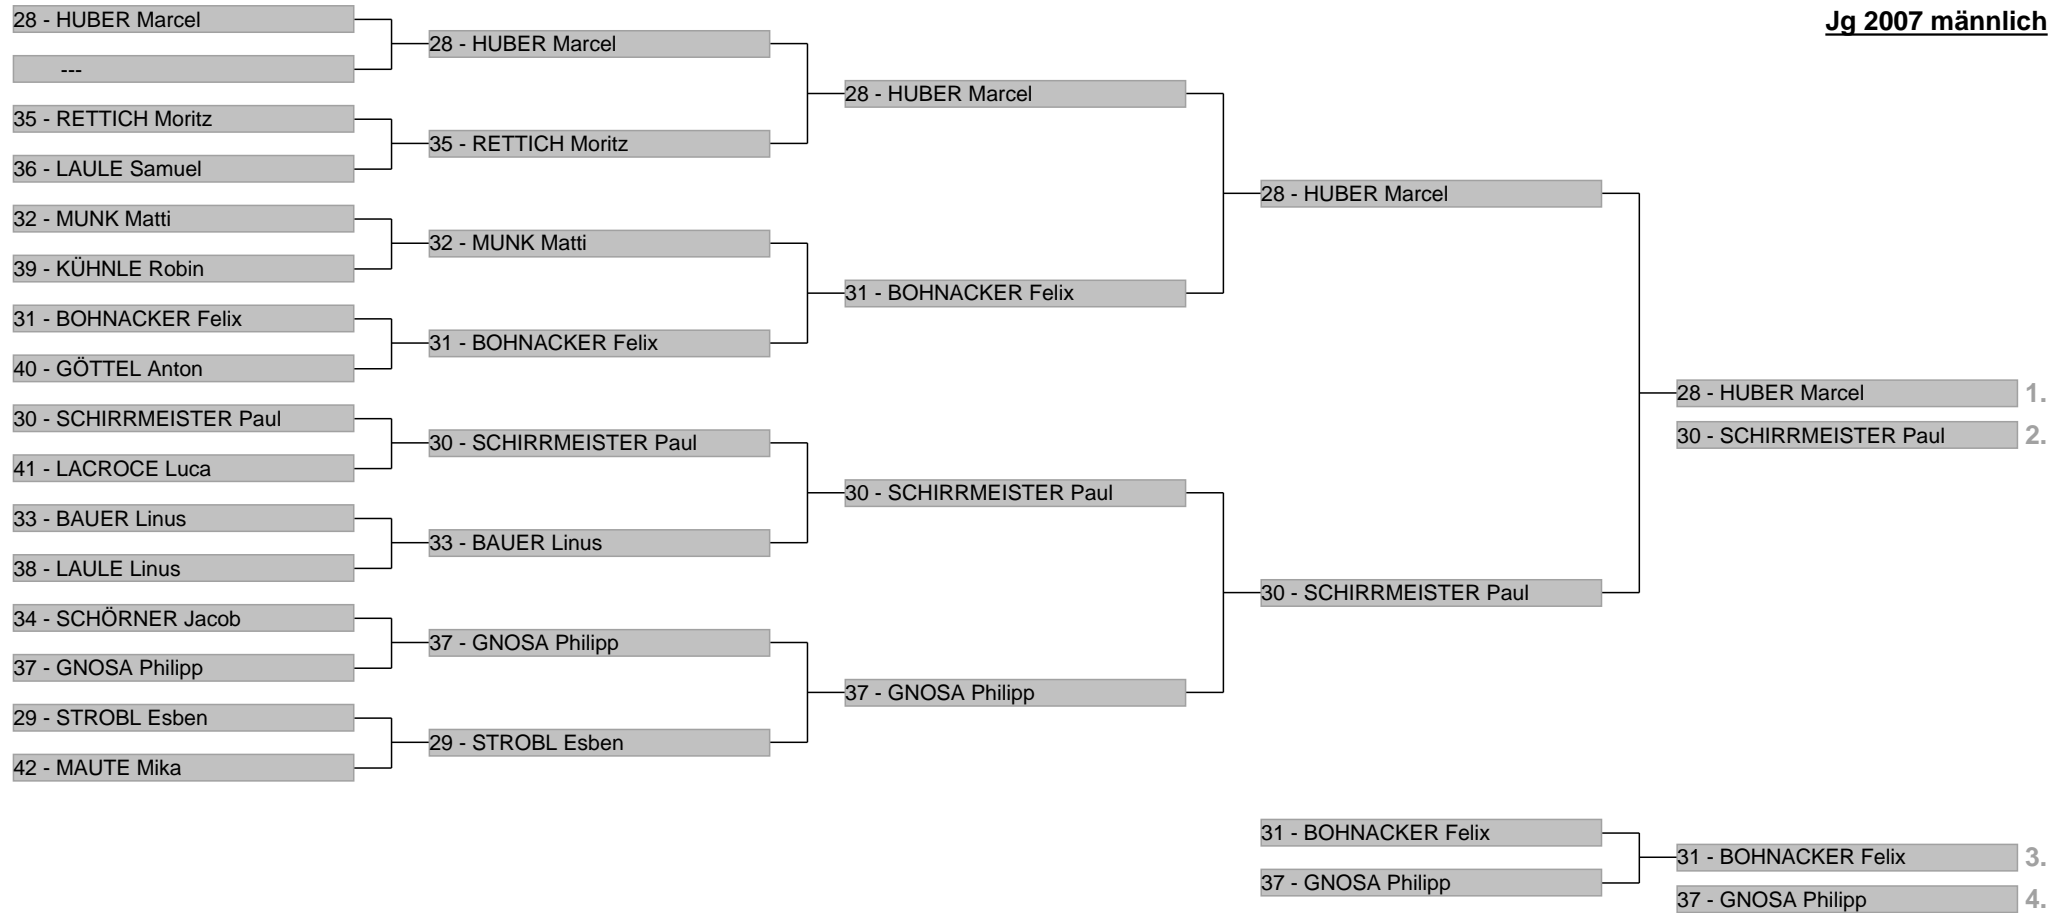 Jg 2007 männlich
28 - HUBER Marcel
---
35 - RETTICH Moritz
36 - LAULE Samuel
32 - MUNK Matti
39 - KÜHNLE Robin
31 - BOHNACKER Felix
40 - GÖTTEL Anton
30 - SCHIRRMEISTER Paul
41 - LACROCE Luca
33 - BAUER Linus
38 - LAULE Linus
34 - SCHÖRNER Jacob
37 - GNOSA Philipp
29 - STROBL Esben
42 - MAUTE Mika
28 - HUBER Marcel
35 - RETTICH Moritz
32 - MUNK Matti
31 - BOHNACKER Felix
30 - SCHIRRMEISTER Paul
33 - BAUER Linus
37 - GNOSA Philipp
29 - STROBL Esben
28 - HUBER Marcel
31 - BOHNACKER Felix
30 - SCHIRRMEISTER Paul
37 - GNOSA Philipp
28 - HUBER Marcel
30 - SCHIRRMEISTER Paul
28 - HUBER Marcel 1.
30 - SCHIRRMEISTER Paul 2.
31 - BOHNACKER Felix
37 - GNOSA Philipp
31 - BOHNACKER Felix 3.
37 - GNOSA Philipp 4.